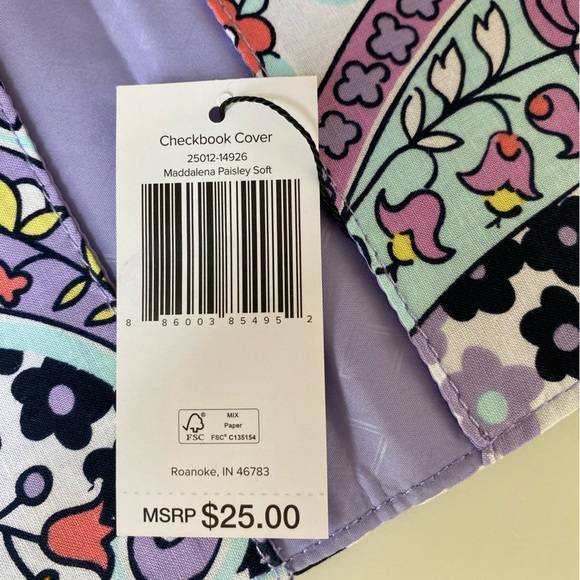 Checkbook Cover
25012-14926
Maddalena Paisley Soft
8 86003 85495 2
FSC
MIX
Paper
FSC® C135154
Roanoke, IN 46783
MSRP $25.00